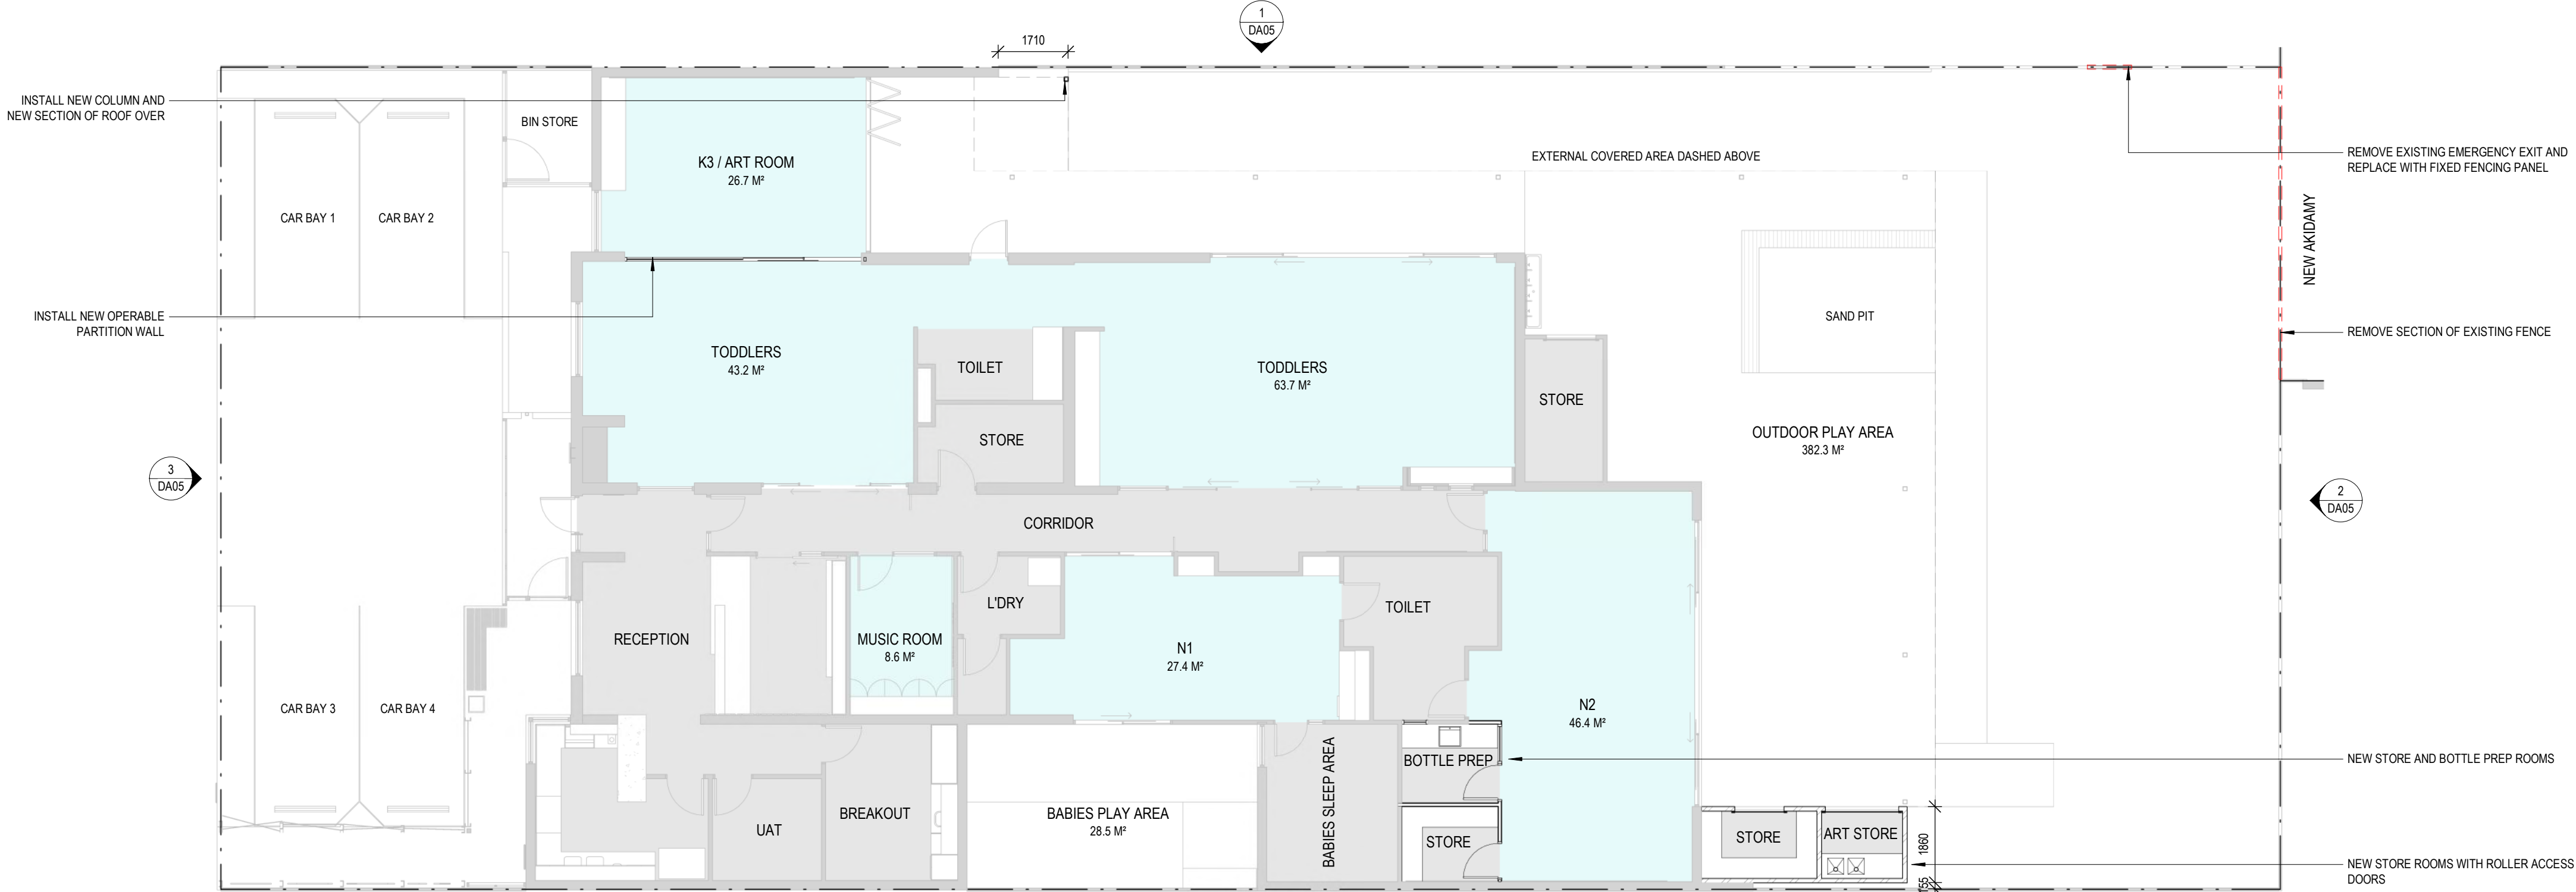 1
DA05
1710
INSTALL NEW COLUMN AND
NEW SECTION OF ROOF OVER
BIN STORE
K3 / ART ROOM
26.7 M²
EXTERNAL COVERED AREA DASHED ABOVE
REMOVE EXISTING EMERGENCY EXIT AND
REPLACE WITH FIXED FENCING PANEL
CAR BAY 1
CAR BAY 2
NEW AKIDAMY
INSTALL NEW OPERABLE
PARTITION WALL
SAND PIT
REMOVE SECTION OF EXISTING FENCE
TODDLERS
43.2 M²
TOILET
TODDLERS
63.7 M²
STORE
STORE
OUTDOOR PLAY AREA
382.3 M²
3
DA05
2
DA05
CORRIDOR
RECEPTION
MUSIC ROOM
8.6 M²
L'DRY
N1
27.4 M²
TOILET
N2
46.4 M²
CAR BAY 3
CAR BAY 4
BOTTLE PREP
NEW STORE AND BOTTLE PREP ROOMS
UAT
BREAKOUT
BABIES PLAY AREA
28.5 M²
BABIES SLEEP AREA
STORE
STORE
ART STORE
1860
755
NEW STORE ROOMS WITH ROLLER ACCESS
DOORS